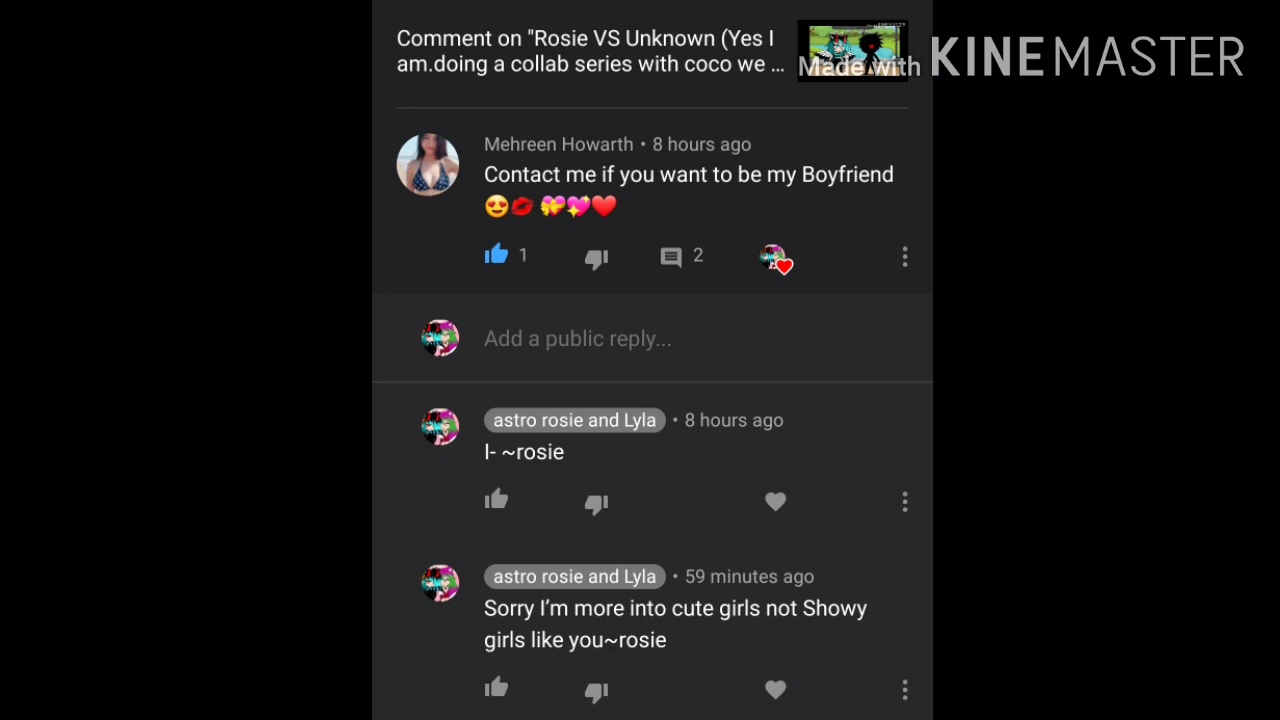 Comment on "Rosie VS Unknown (Yes I
am.doing a collab series with coco we ...
Made with KINEMASTER
Mehreen Howarth • 8 hours ago
Contact me if you want to be my Boyfriend
😍💋 💝💖❤️
1
2
Add a public reply...
astro rosie and Lyla • 8 hours ago
I- ~rosie
astro rosie and Lyla • 59 minutes ago
Sorry I'm more into cute girls not Showy
girls like you~rosie